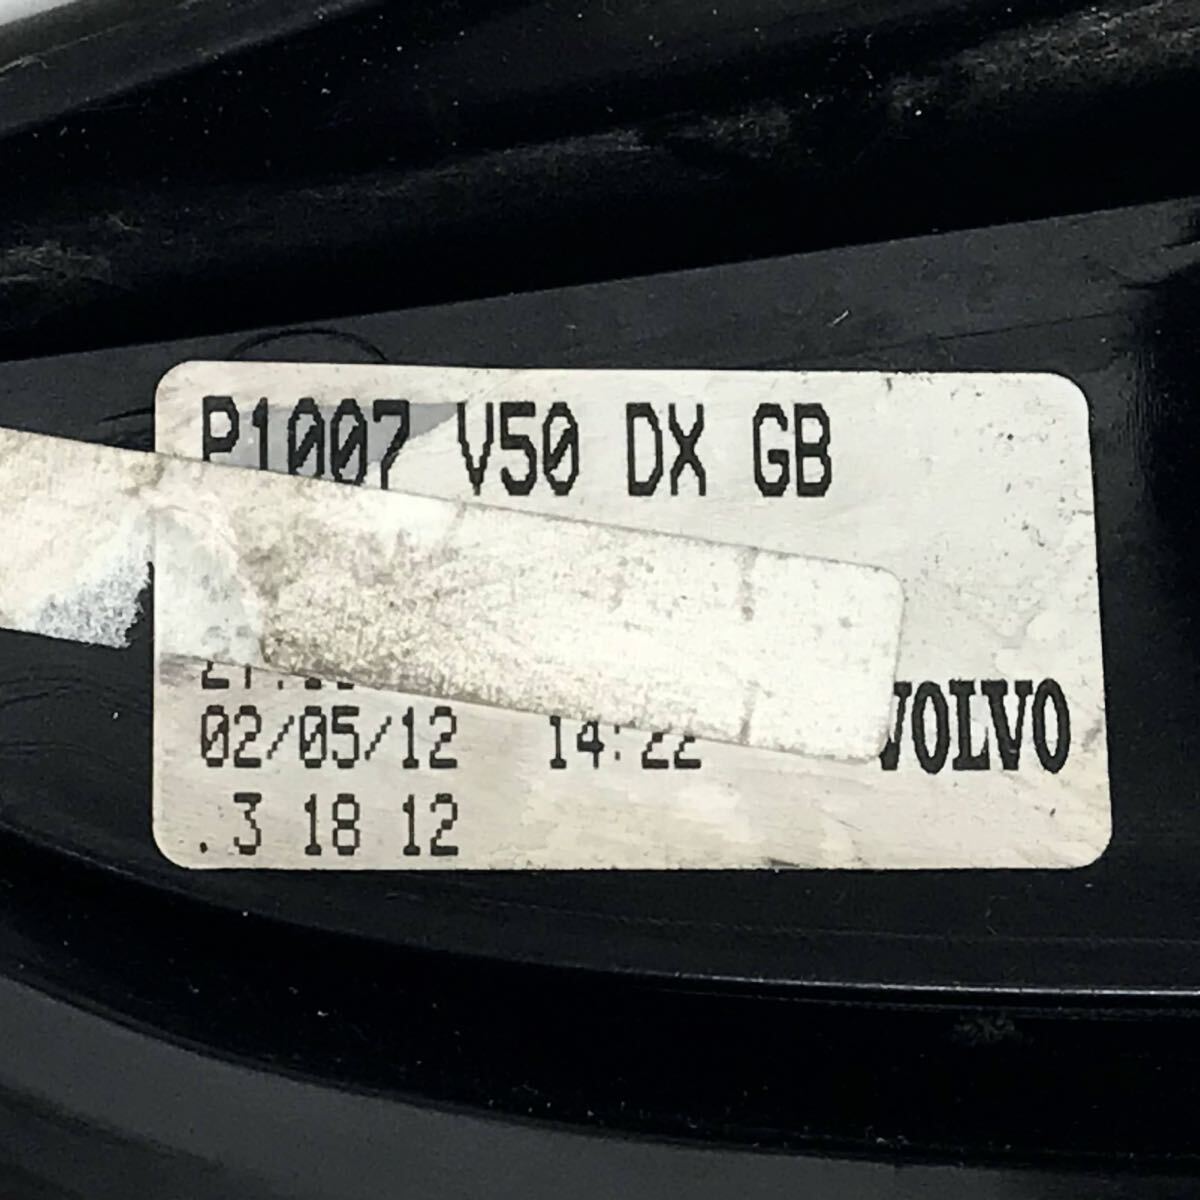 P1007 V50 DX GB
02/05/12 14:22 VOLVO
.3 18 12